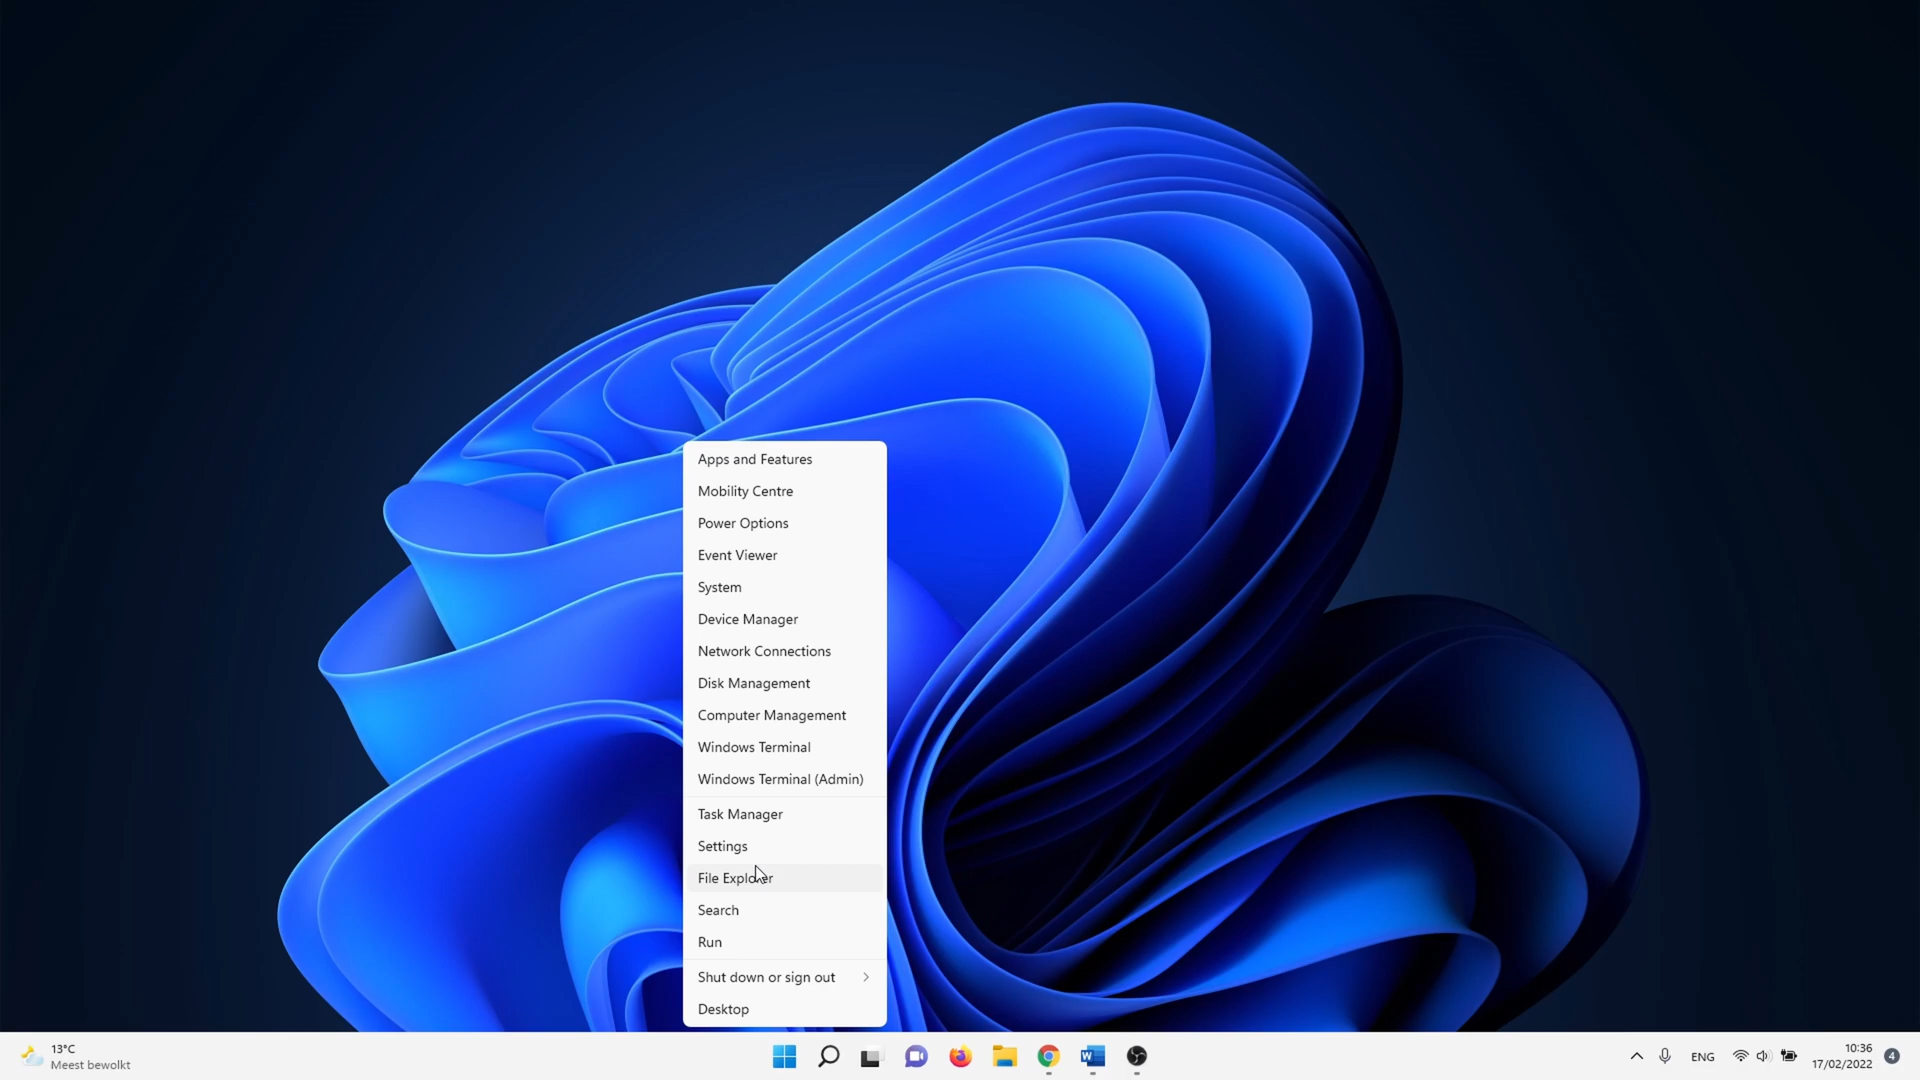 Apps and Features
Mobility Centre
Power Options
Event Viewer
System
Device Manager
Network Connections
Disk Management
Computer Management
Windows Terminal
Windows Terminal (Admin)
Task Manager
Settings
File Explorer
Search
Run
Shut down or sign out
Desktop
13°C
Meest bewolkt
W
ENG
10:36
17/02/2022
4